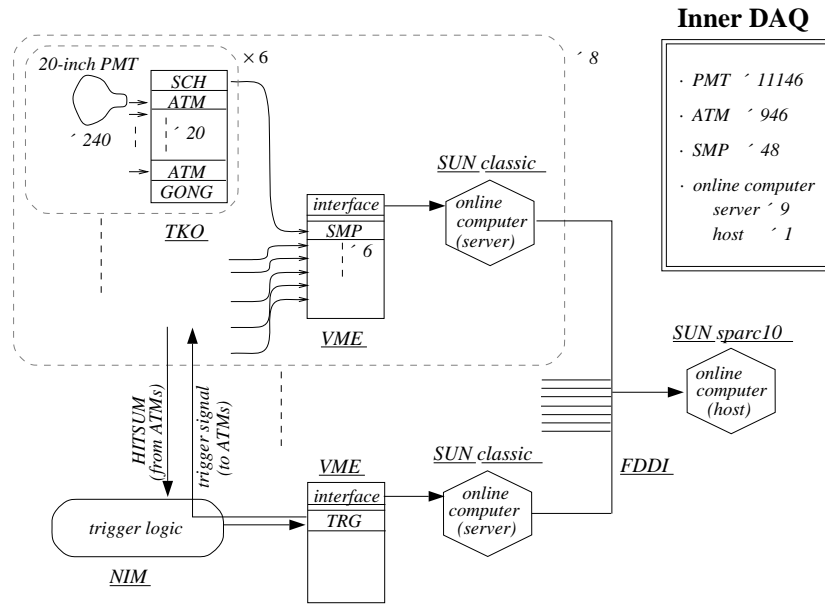 Inner DAQ
20-inch PMT
× 6
´ 8
SCH
ATM
´ 240
´ 20
ATM
GONG
TKO
· PMT ´ 11146
· ATM ´ 946
· SMP ´ 48
· online computer
server ´ 9
host ´ 1
SUN classic
interface
SMP
´ 6
VME
online
computer
(server)
SUN sparc10
online
computer
(host)
HITSUM
(from ATMs)
trigger signal
(to ATMs)
FDDI
VME
SUN classic
interface
TRG
online
computer
(server)
trigger logic
NIM